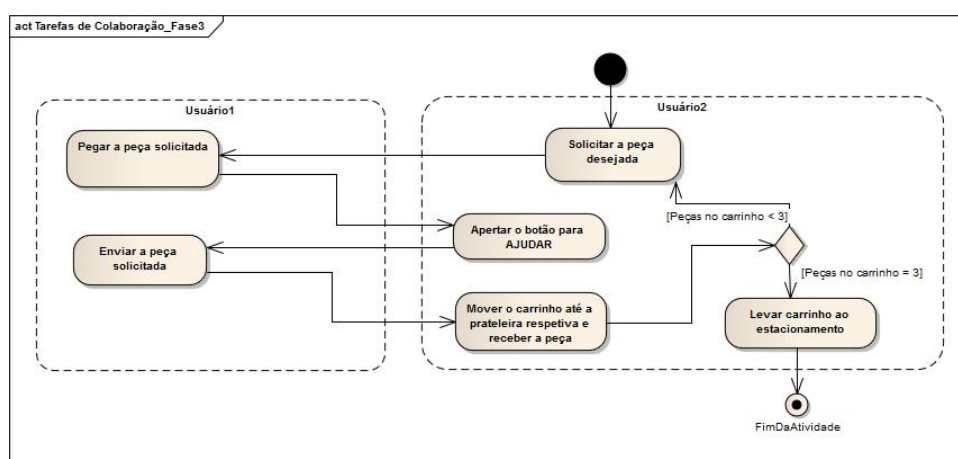 act Tarefas de Colaboração_Fase3
Usuário1
Usuário2
Pegar a peça solicitada
Solicitar a peça
desejada
[Peças no carrinho < 3]
Apertar o botão para
AJUDAR
Enviar a peça
solicitada
[Peças no carrinho = 3]
Mover o carrinho até a
prateleira respetiva e
receber a peça
Levar carrinho ao
estacionamento
FimDaAtividade